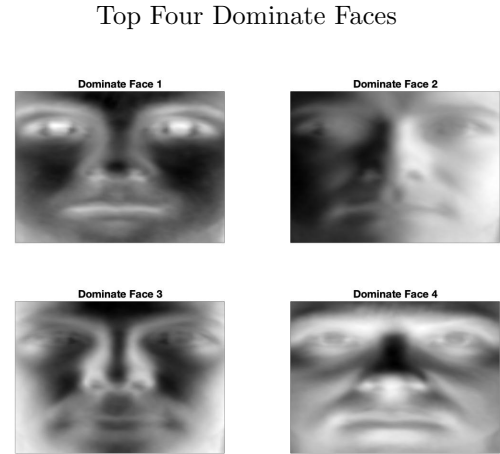 Top Four Dominate Faces
Dominate Face 1
Dominate Face 2
Dominate Face 3
Dominate Face 4